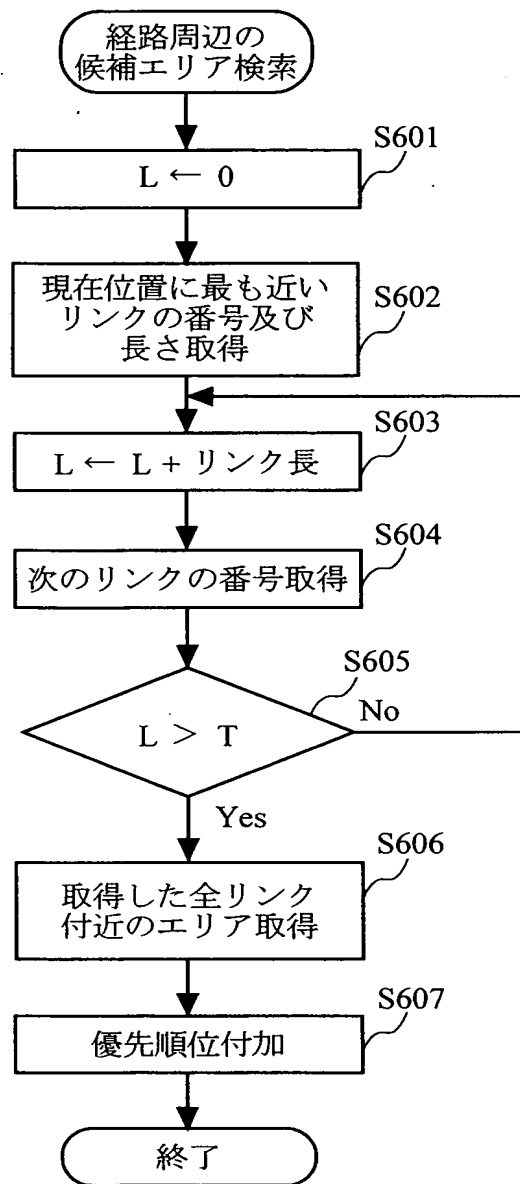 経路周辺の
候補エリア検索
S601
L ← 0
S602
現在位置に最も近い
リンクの番号及び
長さ取得
S603
L ← L + リンク長
S604
次のリンクの番号取得
S605
L > T
No
Yes
S606
取得した全リンク
付近のエリア取得
S607
優先順位付加
終了